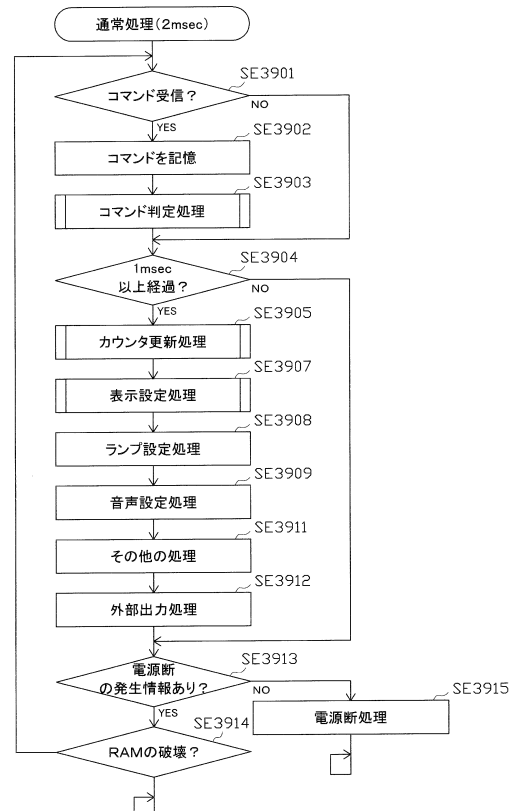 通常処理(2msec)
SE3901
コマンド受信?
NO
YES
SE3902
コマンドを記憶
SE3903
コマンド判定処理
SE3904
1msec
以上経過?
NO
YES
SE3905
カウンタ更新処理
SE3907
表示設定処理
SE3908
ランプ設定処理
SE3909
音声設定処理
SE3911
その他の処理
SE3912
外部出力処理
SE3913
電源断
の発生情報あり?
NO
YES
SE3915
電源断処理
SE3914
RAMの破壊?